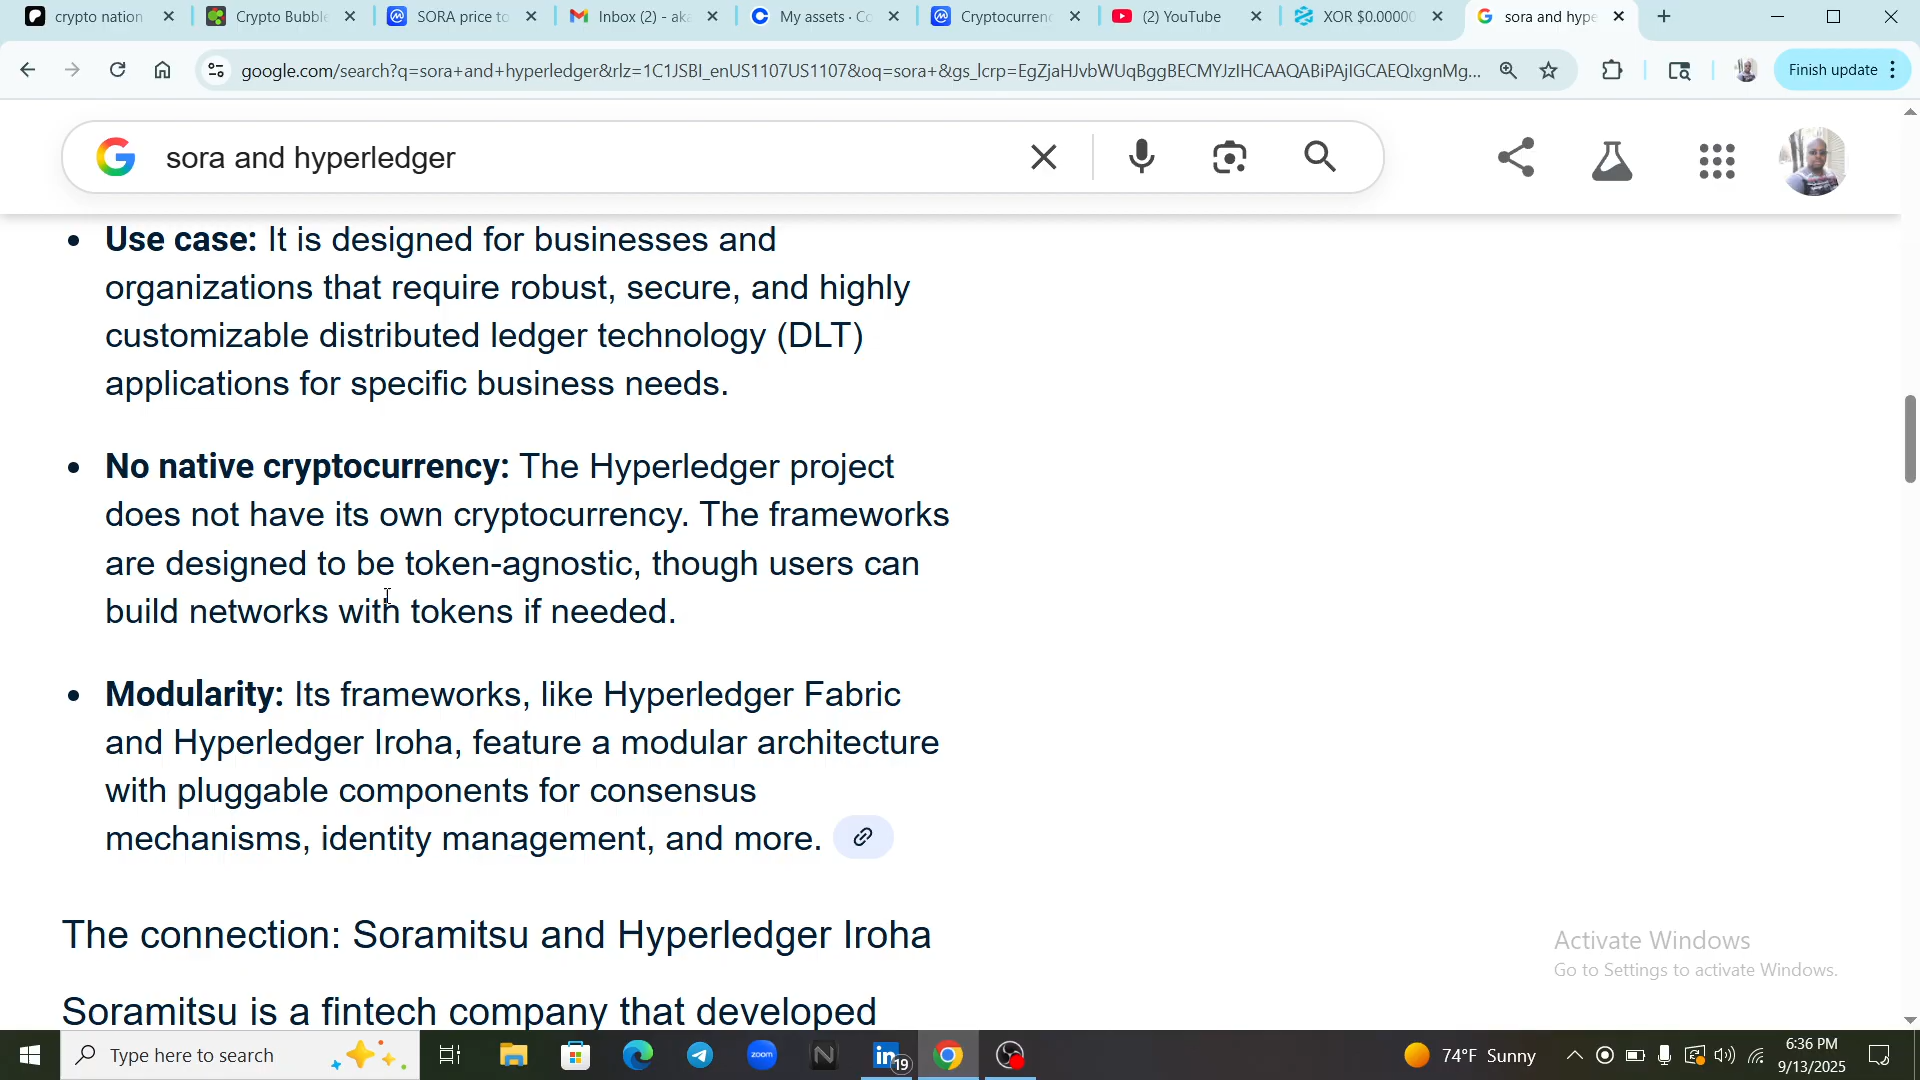 crypto nation
Crypto Bubbl
SORA price to
Inbox (2) - aka
My assets · Co
Cryptocurrenc
(2) YouTube
XOR $0.00000
sora and hype
google.com/search?q=sora+and+hyperledger&rlz=1C1JSBI_enUS1107US1107&oq=sora+&gs_lcrp=EgZjaHJvbWUqBggBECMYJzIHCAAQABiPAjIGCAEQIxgnMg...
Finish update
sora and hyperledger
• Use case: It is designed for businesses and
organizations that require robust, secure, and highly
customizable distributed ledger technology (DLT)
applications for specific business needs.
• No native cryptocurrency: The Hyperledger project
does not have its own cryptocurrency. The frameworks
are designed to be token-agnostic, though users can
build networks with tokens if needed.
• Modularity: Its frameworks, like Hyperledger Fabric
and Hyperledger Iroha, feature a modular architecture
with pluggable components for consensus
mechanisms, identity management, and more.
The connection: Soramitsu and Hyperledger Iroha
Soramitsu is a fintech company that developed
Activate Windows
Go to Settings to activate Windows.
Type here to search
zoom
N
in
19
74°F Sunny
6:36 PM
9/13/2025